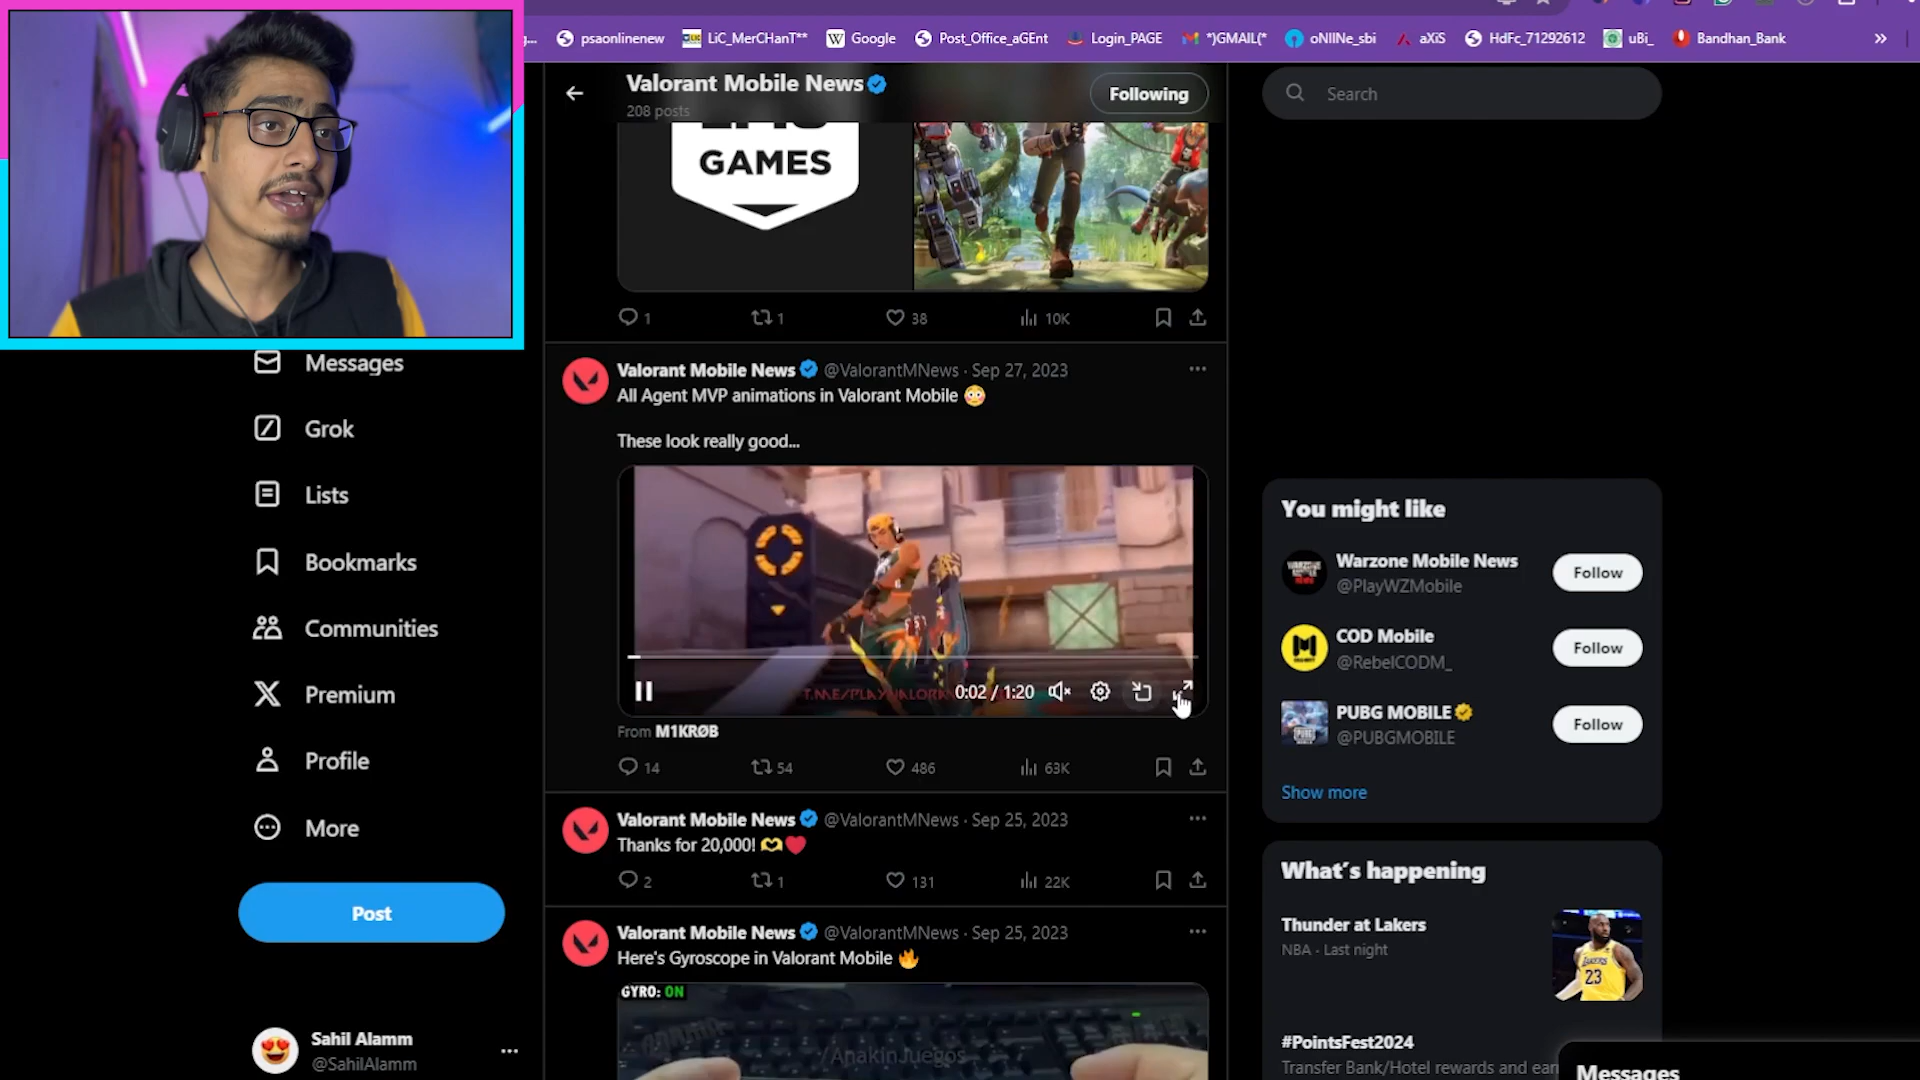 psaonlinenew
LiC_MerCHanT**
Google
Post_Office_aGEnt
Login_PAGE
*)GMAIL(*
oNIINe_sbi
aXiS
HdFc_71292612
uBi_
Bandhan_Bank
Valorant Mobile News
208 posts
Following
Search
GAMES
1
1
38
10K
Messages
Grok
Lists
Bookmarks
Communities
Premium
Profile
More
Post
Sahil Alamm
@SahilAlamm
Valorant Mobile News @ValorantMNews · Sep 27, 2023
All Agent MVP animations in Valorant Mobile 😳
These look really good...
0:02 / 1:20
From M1KRØB
14
54
486
63K
Valorant Mobile News @ValorantMNews · Sep 25, 2023
Thanks for 20,000! 🫶❤️
2
1
131
22K
Valorant Mobile News @ValorantMNews · Sep 25, 2023
Here's Gyroscope in Valorant Mobile 🔥
GYRO: ON
/AnakinJuegos
You might like
Warzone Mobile News
@PlayWZMobile
Follow
COD Mobile
@RebelCODM_
Follow
PUBG MOBILE
@PUBGMOBILE
Follow
Show more
What's happening
Thunder at Lakers
NBA · Last night
LAKERS
23
#PointsFest2024
Transfer Bank/Hotel rewards and ear
Messages